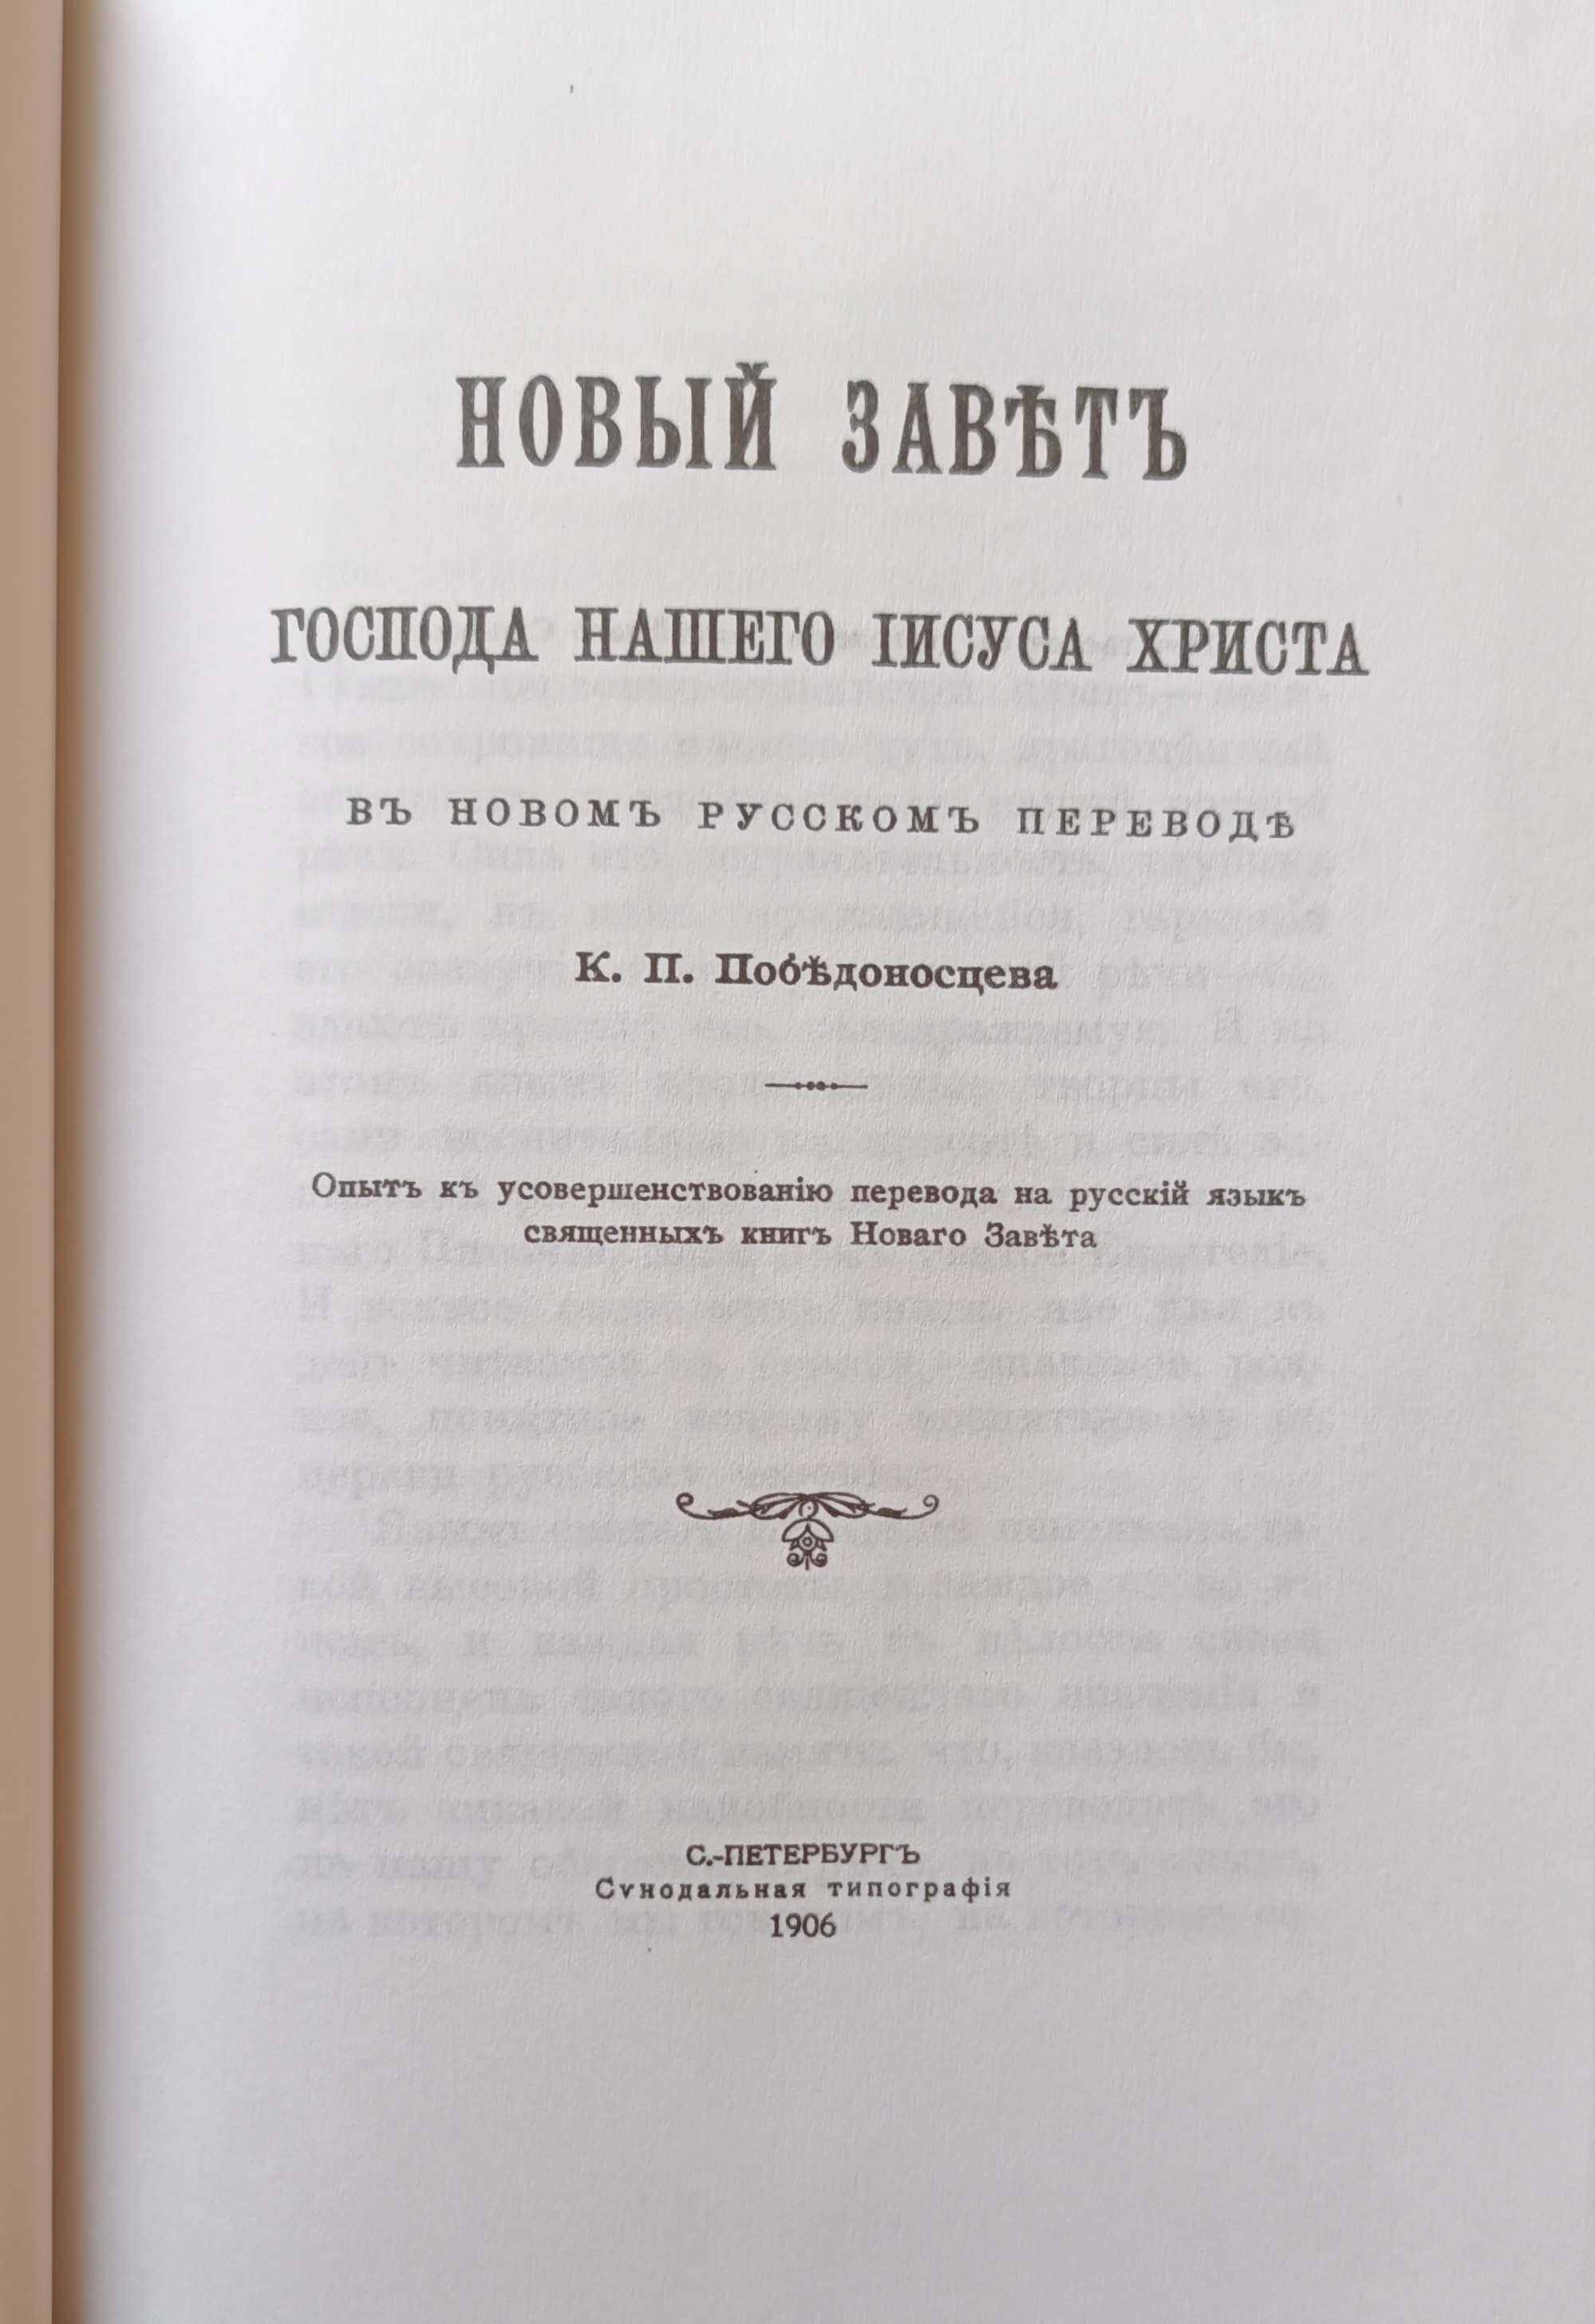 НОВЫЙ ЗАВѢТЪ
ГОСПОДА НАШЕГО ІИСУСА ХРИСТА
ВЪ НОВОМЪ РУССКОМЪ ПЕРЕВОДѢ
К. П. Побѣдоносцева
Опытъ къ усовершенствованію перевода на русскій языкъ
священныхъ книгъ Новаго Завѣта
С.-ПЕТЕРБУРГЪ
Сѵнодальная типографія
1906